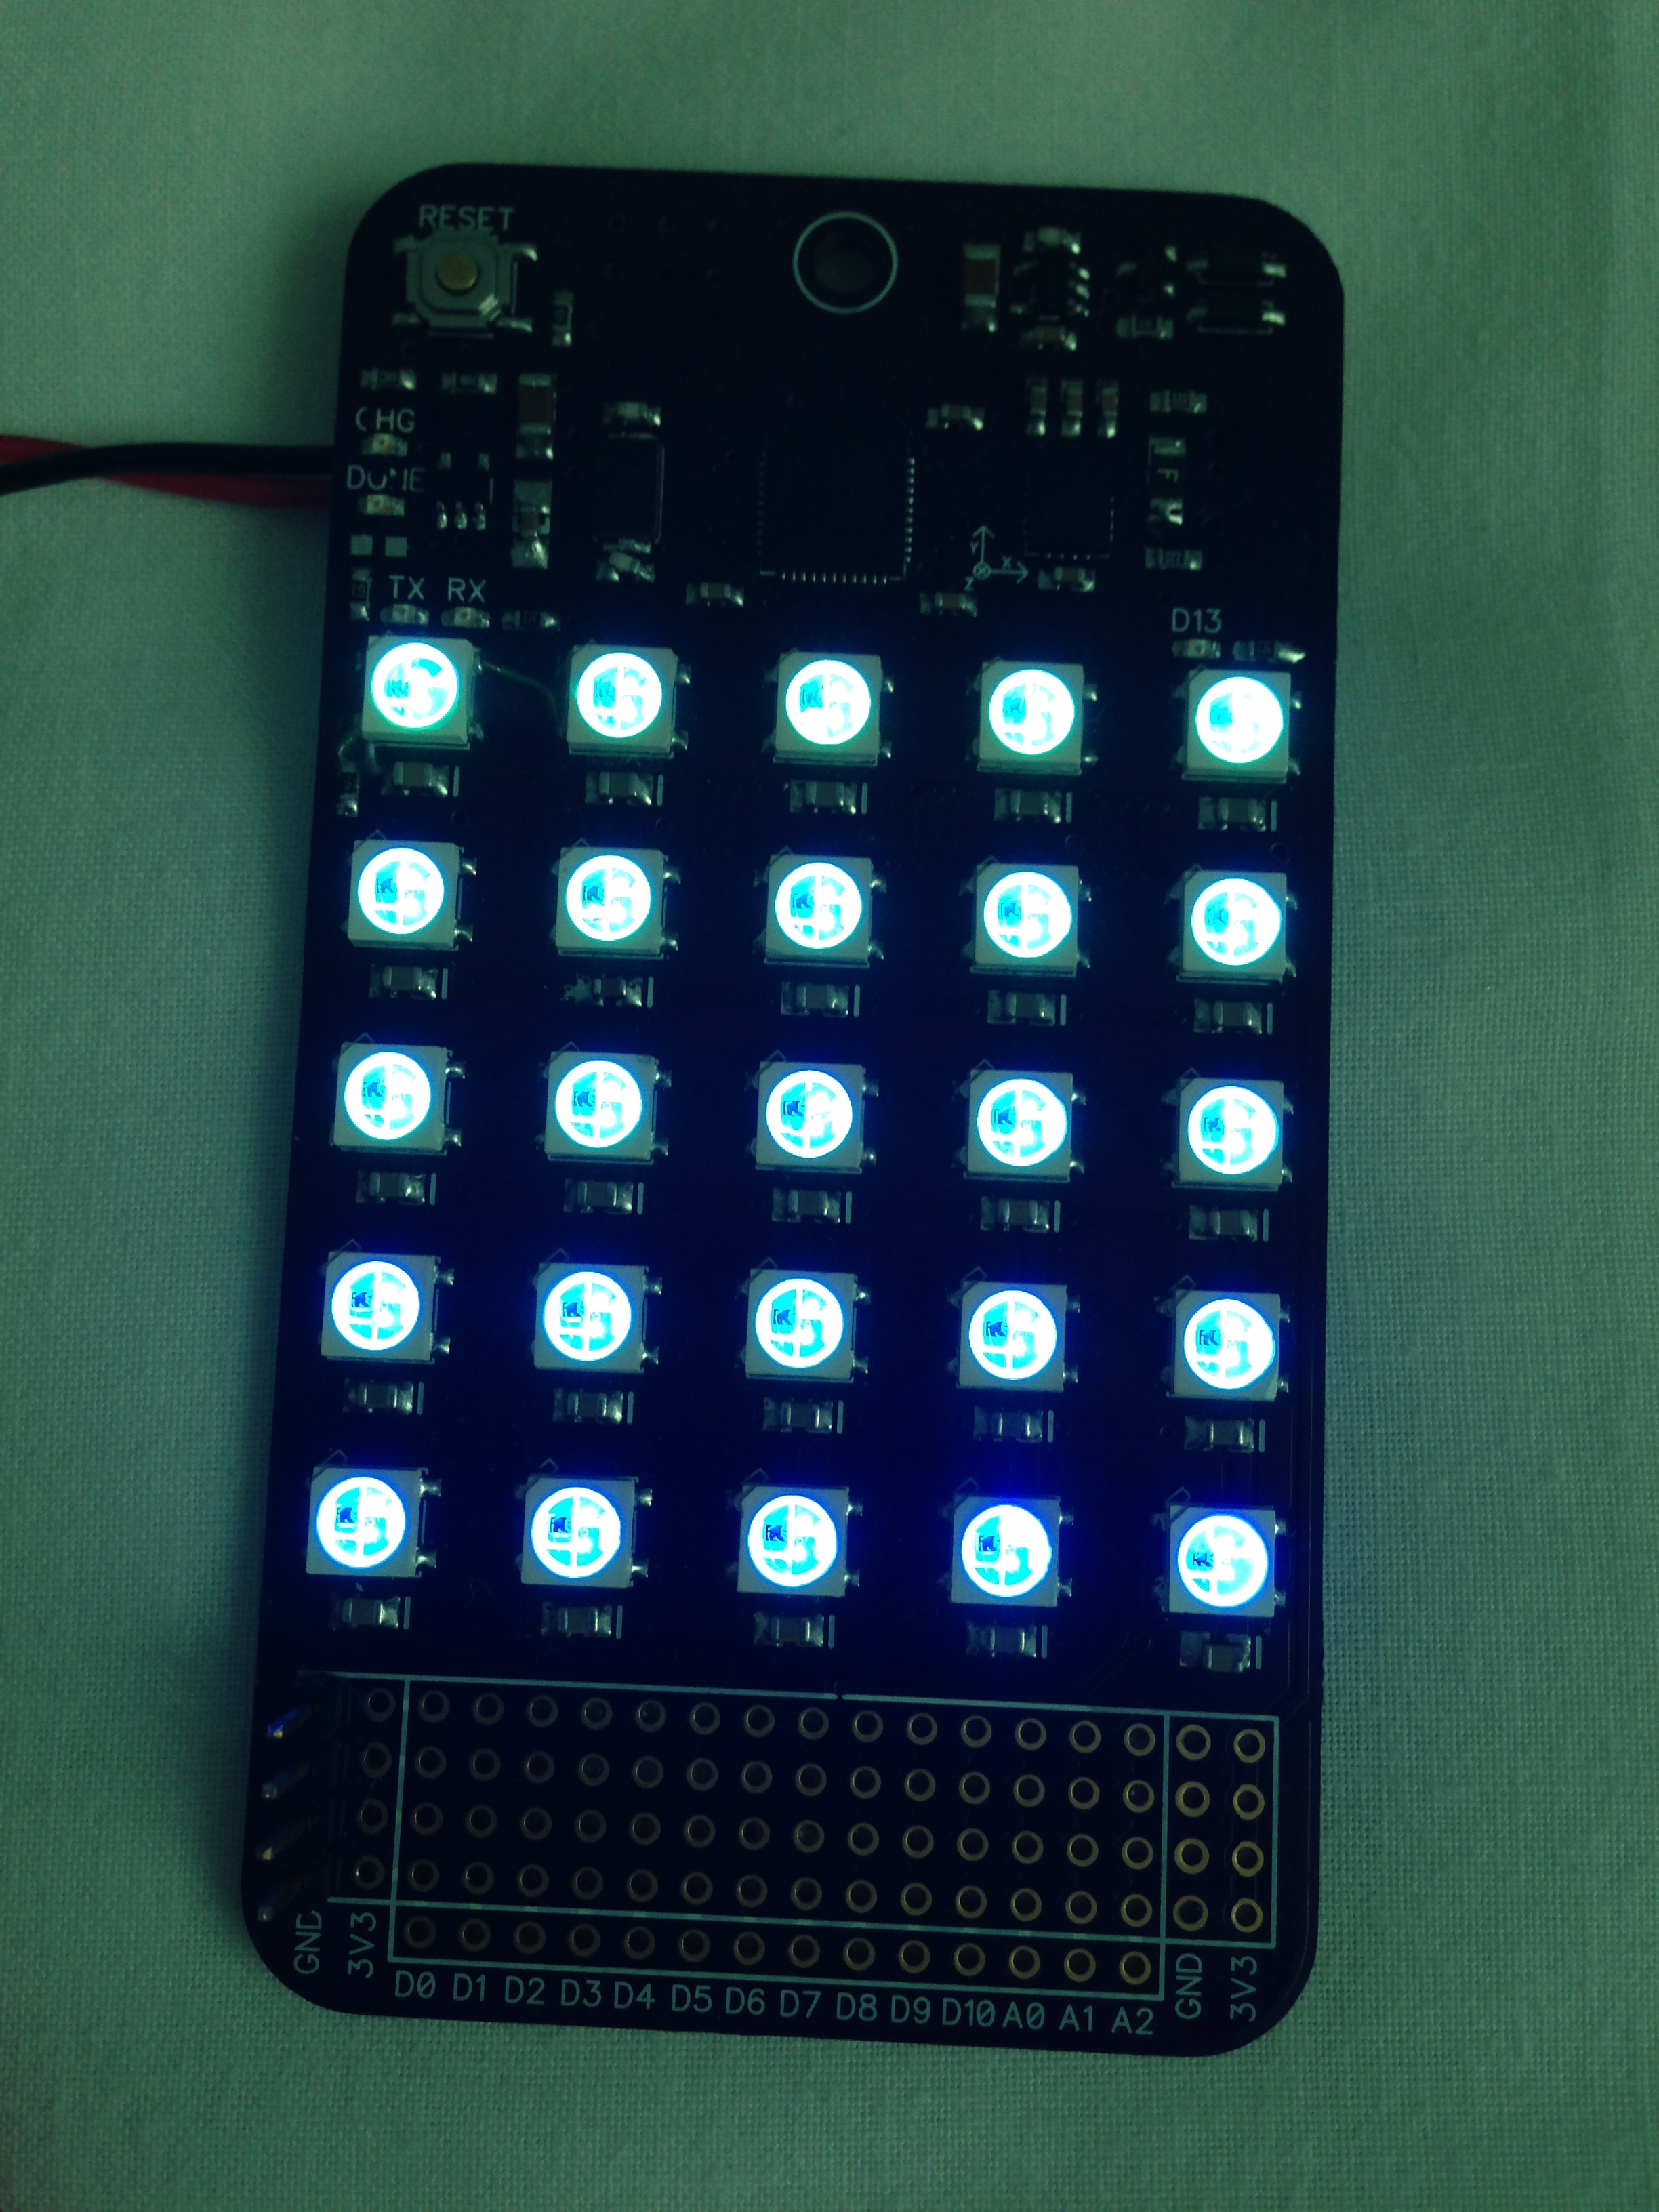 RESET
CHG
DONE
TX RX
D13
Y
X
Z
GND 3V3 D0 D1 D2 D3 D4 D5 D6 D7 D8 D9 D10 A0 A1 A2 GND 3V3